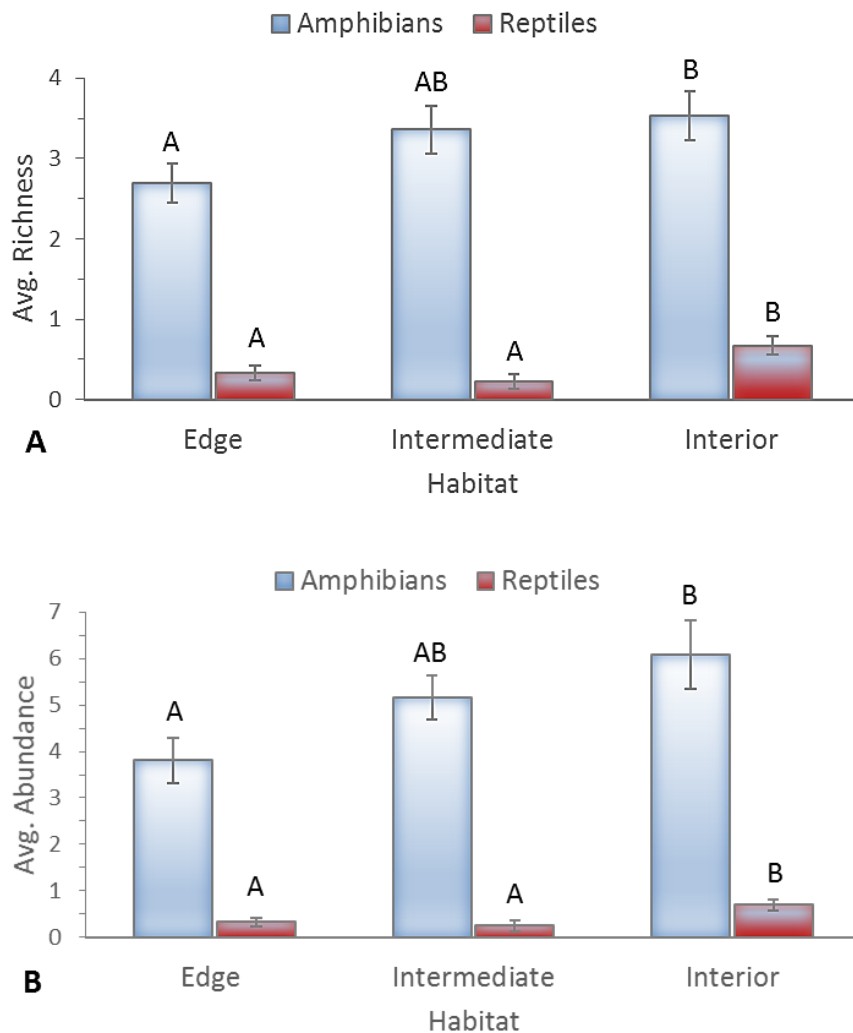 Amphibians Reptiles
4
3
2
1
0
Avg. Richness
A
A
AB
A
B
B
Edge Intermediate Interior
A
Habitat
Amphibians Reptiles
7
6
5
4
3
2
1
0
Avg. Abundance
A
A
AB
A
B
B
Edge Intermediate Interior
B
Habitat